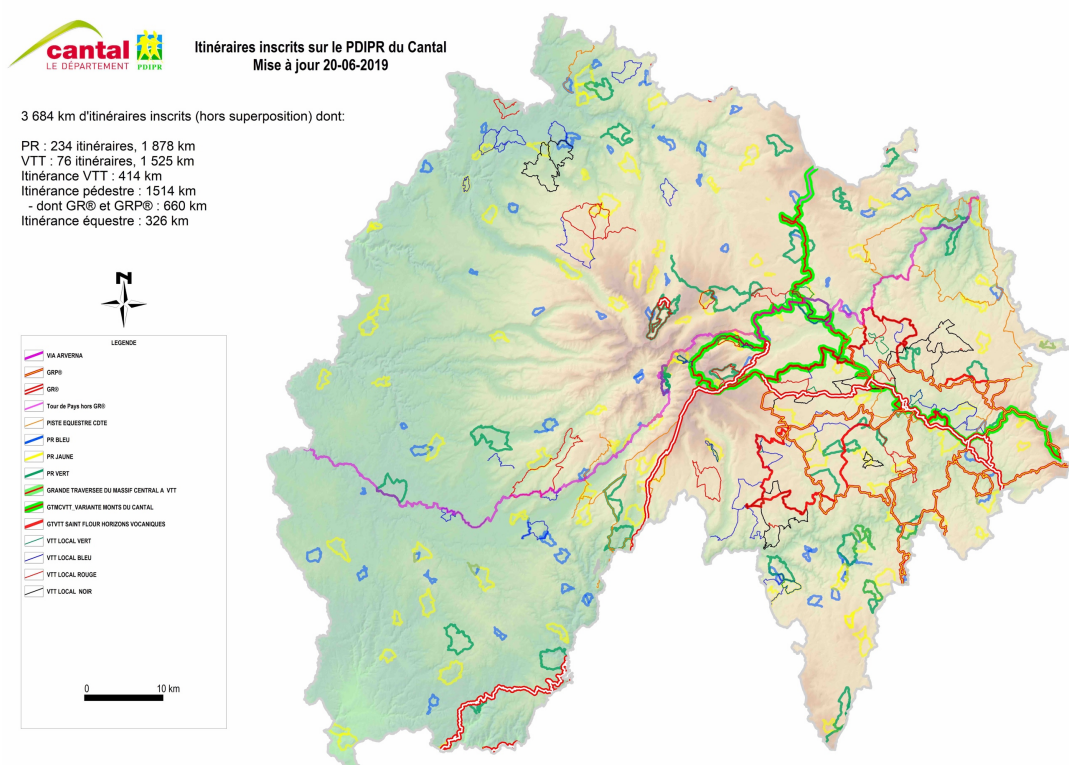 cantal
LE DÉPARTEMENT
PDIPR
Itinéraires inscrits sur le PDIPR du Cantal
Mise à jour 20-06-2019
3 684 km d'itinéraires inscrits (hors superposition) dont:
PR : 234 itinéraires, 1 878 km
VTT : 76 itinéraires, 1 525 km
Itinérance VTT : 414 km
Itinérance pédestre : 1514 km
- dont GR® et GRP® : 660 km
Itinérance équestre : 326 km
N
LEGENDE
VIA ARVERNA
GRP®
GR®
Tour de Pays hors GR®
PISTE EQUESTRE CDTE
PR BLEU
PR JAUNE
PR VERT
GRANDE TRAVERSEE DU MASSIF CENTRAL A VTT
GTMCVTT_VARIANTE MONTS DU CANTAL
GTVTT SAINT FLOUR HORIZONS VOCANIQUES
VTT LOCAL VERT
VTT LOCAL BLEU
VTT LOCAL ROUGE
VTT LOCAL NOIR
0 10 km